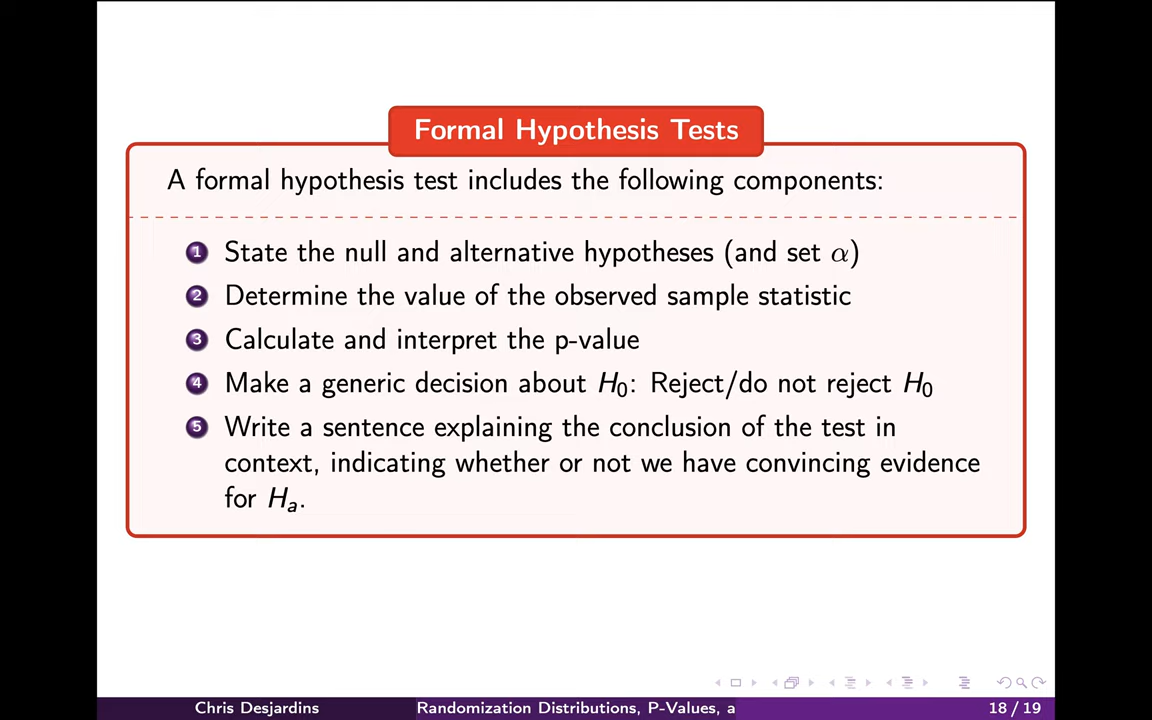 Formal Hypothesis Tests
A formal hypothesis test includes the following components:
1 State the null and alternative hypotheses (and set α)
2 Determine the value of the observed sample statistic
3 Calculate and interpret the p-value
4 Make a generic decision about H₀: Reject/do not reject H₀
5 Write a sentence explaining the conclusion of the test in
context, indicating whether or not we have convincing evidence
for Hₐ.
Chris Desjardins Randomization Distributions, P-Values, a 18 / 19